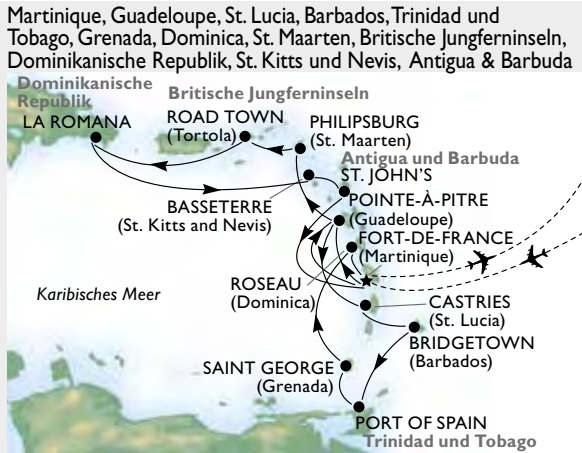 Martinique, Guadeloupe, St. Lucia, Barbados, Trinidad und
Tobago, Grenada, Dominica, St. Maarten, Britische Jungferninseln,
Dominikanische Republik, St. Kitts und Nevis, Antigua & Barbuda
Dominikanische
Republik
LA ROMANA
Britische Jungferninseln
ROAD TOWN
(Tortola)
PHILIPSBURG
(St. Maarten)
Antigua und Barbuda
ST. JOHN'S
BASSETERRE
(St. Kitts and Nevis)
POINTE-À-PITRE
(Guadeloupe)
FORT-DE-FRANCE
(Martinique)
ROSEAU
(Dominica)
Karibisches Meer
CASTRIES
(St. Lucia)
BRIDGETOWN
(Barbados)
SAINT GEORGE
(Grenada)
PORT OF SPAIN
Trinidad und Tobago